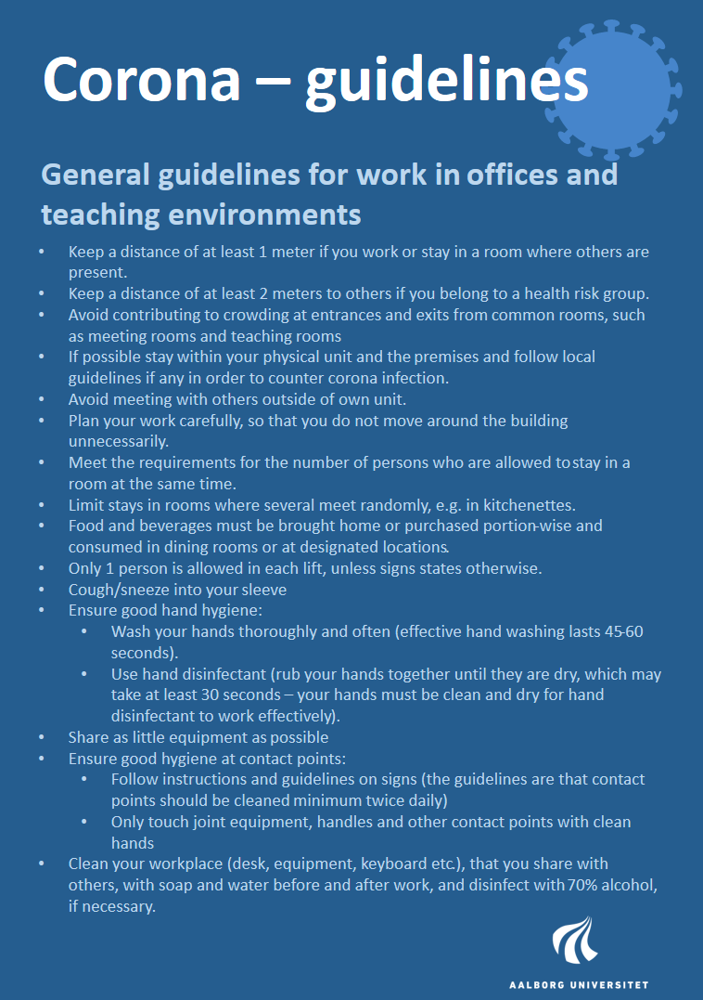 Corona – guidelines
General guidelines for work in offices and
teaching environments
• Keep a distance of at least 1 meter if you work or stay in a room where others are
present.
• Keep a distance of at least 2 meters to others if you belong to a health risk group.
• Avoid contributing to crowding at entrances and exits from common rooms, such
as meeting rooms and teaching rooms
• If possible stay within your physical unit and the premises and follow local
guidelines if any in order to counter corona infection.
• Avoid meeting with others outside of own unit.
• Plan your work carefully, so that you do not move around the building
unnecessarily.
• Meet the requirements for the number of persons who are allowed to stay in a
room at the same time.
• Limit stays in rooms where several meet randomly, e.g. in kitchenettes.
• Food and beverages must be brought home or purchased portion-wise and
consumed in dining rooms or at designated locations.
• Only 1 person is allowed in each lift, unless signs states otherwise.
• Cough/sneeze into your sleeve
• Ensure good hand hygiene:
• Wash your hands thoroughly and often (effective hand washing lasts 45-60
seconds).
• Use hand disinfectant (rub your hands together until they are dry, which may
take at least 30 seconds – your hands must be clean and dry for hand
disinfectant to work effectively).
• Share as little equipment as possible
• Ensure good hygiene at contact points:
• Follow instructions and guidelines on signs (the guidelines are that contact
points should be cleaned minimum twice daily)
• Only touch joint equipment, handles and other contact points with clean
hands
• Clean your workplace (desk, equipment, keyboard etc.), that you share with
others, with soap and water before and after work, and disinfect with 70% alcohol,
if necessary.
AALBORG UNIVERSITET